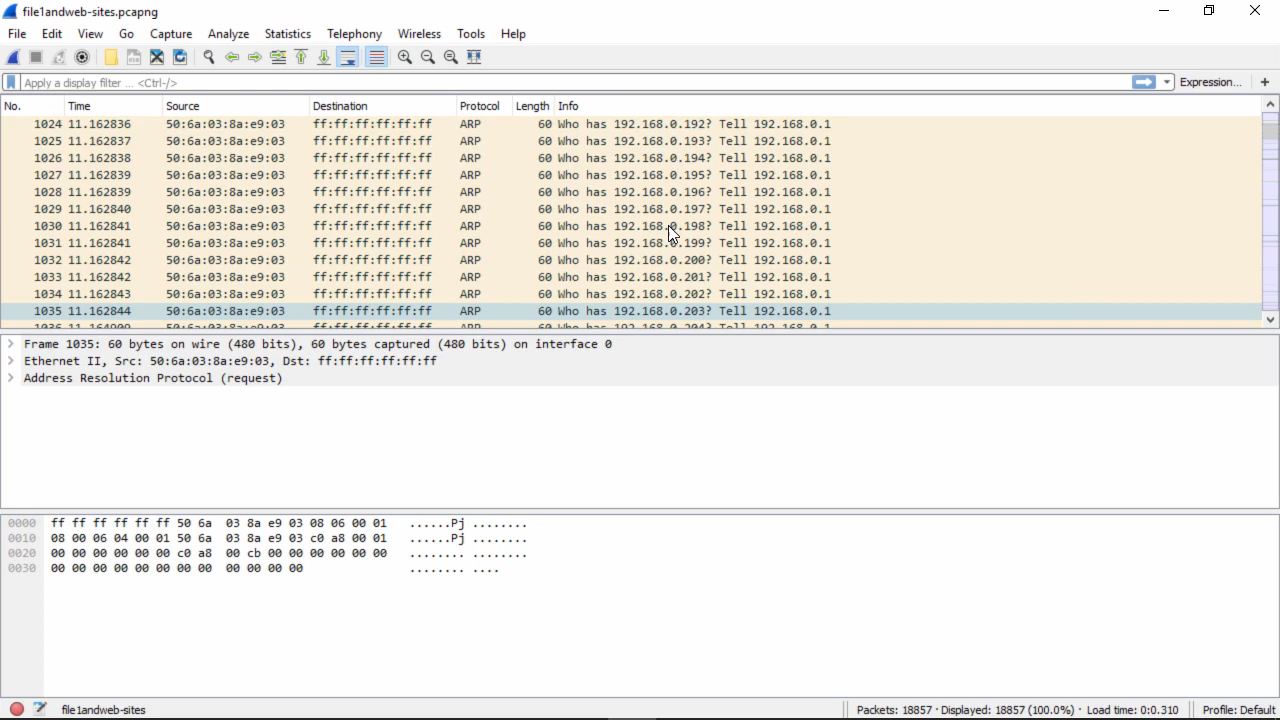 file1andweb-sites.pcapng
File Edit View Go Capture Analyze Statistics Telephony Wireless Tools Help
Apply a display filter ... <Ctrl-/> Expression... +
No. Time Source Destination Protocol Length Info
1024 11.162836 50:6a:03:8a:e9:03 ff:ff:ff:ff:ff:ff ARP 60 Who has 192.168.0.192? Tell 192.168.0.1
1025 11.162837 50:6a:03:8a:e9:03 ff:ff:ff:ff:ff:ff ARP 60 Who has 192.168.0.193? Tell 192.168.0.1
1026 11.162838 50:6a:03:8a:e9:03 ff:ff:ff:ff:ff:ff ARP 60 Who has 192.168.0.194? Tell 192.168.0.1
1027 11.162839 50:6a:03:8a:e9:03 ff:ff:ff:ff:ff:ff ARP 60 Who has 192.168.0.195? Tell 192.168.0.1
1028 11.162839 50:6a:03:8a:e9:03 ff:ff:ff:ff:ff:ff ARP 60 Who has 192.168.0.196? Tell 192.168.0.1
1029 11.162840 50:6a:03:8a:e9:03 ff:ff:ff:ff:ff:ff ARP 60 Who has 192.168.0.197? Tell 192.168.0.1
1030 11.162841 50:6a:03:8a:e9:03 ff:ff:ff:ff:ff:ff ARP 60 Who has 192.168.0.198? Tell 192.168.0.1
1031 11.162841 50:6a:03:8a:e9:03 ff:ff:ff:ff:ff:ff ARP 60 Who has 192.168.0.199? Tell 192.168.0.1
1032 11.162842 50:6a:03:8a:e9:03 ff:ff:ff:ff:ff:ff ARP 60 Who has 192.168.0.200? Tell 192.168.0.1
1033 11.162842 50:6a:03:8a:e9:03 ff:ff:ff:ff:ff:ff ARP 60 Who has 192.168.0.201? Tell 192.168.0.1
1034 11.162843 50:6a:03:8a:e9:03 ff:ff:ff:ff:ff:ff ARP 60 Who has 192.168.0.202? Tell 192.168.0.1
1035 11.162844 50:6a:03:8a:e9:03 ff:ff:ff:ff:ff:ff ARP 60 Who has 192.168.0.203? Tell 192.168.0.1
Frame 1035: 60 bytes on wire (480 bits), 60 bytes captured (480 bits) on interface 0
Ethernet II, Src: 50:6a:03:8a:e9:03, Dst: ff:ff:ff:ff:ff:ff
Address Resolution Protocol (request)
0000 ff ff ff ff ff ff 50 6a 03 8a e9 03 08 06 00 01 ......Pj ........
0010 08 00 06 04 00 01 50 6a 03 8a e9 03 c0 a8 00 01 ......Pj ........
0020 00 00 00 00 00 00 c0 a8 00 cb 00 00 00 00 00 00 ........ ........
0030 00 00 00 00 00 00 00 00 00 00 00 00 ........ ....
file1andweb-sites Packets: 18857 · Displayed: 18857 (100.0%) · Load time: 0:0.310 Profile: Default